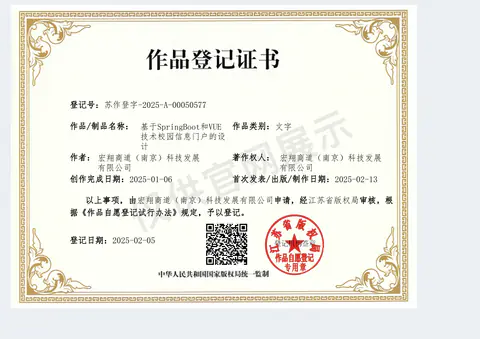 作品登记证书
登记号：苏作登字-2025-A-00050577
作品/制品名称：基于SpringBoot和VUE技术校园信息门户的设计 作品类别：文字
作者：宏翔商道（南京）科技发展有限公司 著作权人：宏翔商道（南京）科技发展有限公司
创作完成日期：2025-01-06 首次发表/出版/制作日期：2025-02-13
以上事项，由宏翔商道（南京）科技发展有限公司申请，经江苏省版权局审核，根
据《作品自愿登记试行办法》规定，予以登记。
登记日期：2025-02-05
江苏省版权局
作品自愿登记
专用章
中华人民共和国国家版权局统一监制
仅供官网展示